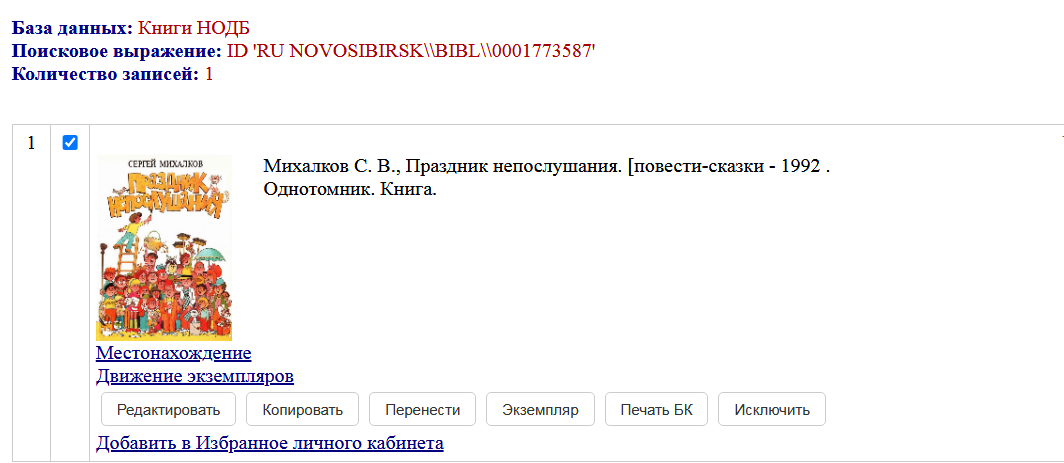 База данных: Книги НОДБ
Поисковое выражение: ID 'RU NOVOSIBIRSK\\BIBL\\0001773587'
Количество записей: 1
1
СЕРГЕЙ МИХАЛКОВ
ПРАЗДНИК
НЕПОСЛУШАНИЯ
Михалков С. В., Праздник непослушания. [повести-сказки - 1992 .
Однотомник. Книга.
Местонахождение
Движение экземпляров
Редактировать Копировать Перенести Экземпляр Печать БК Исключить
Добавить в Избранное личного кабинета